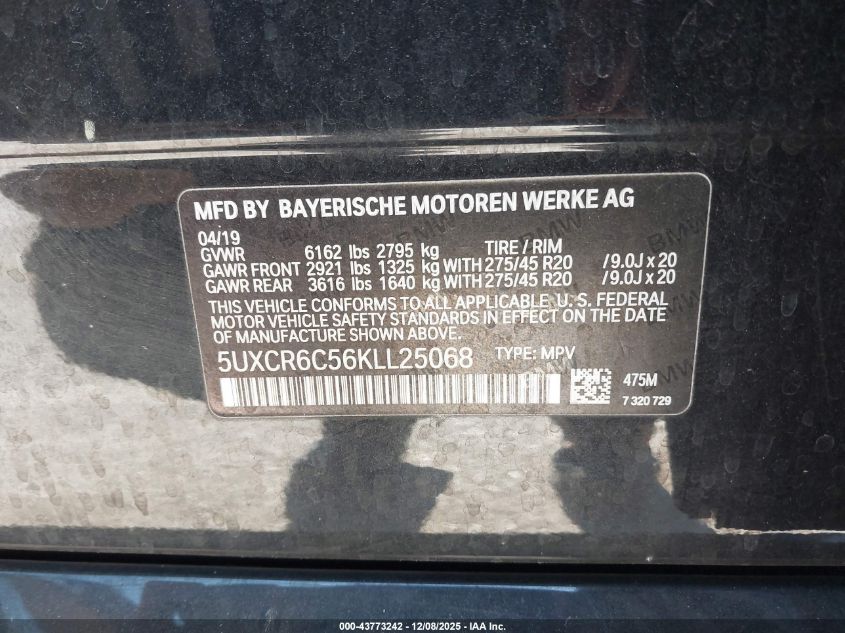 MFD BY BAYERISCHE MOTOREN WERKE AG
04/19
GVWR 6162 lbs 2795 kg TIRE / RIM
GAWR FRONT 2921 lbs 1325 kg WITH 275/45 R20 /9.0J x 20
GAWR REAR 3616 lbs 1640 kg WITH 275/45 R20 /9.0J x 20
THIS VEHICLE CONFORMS TO ALL APPLICABLE U. S. FEDERAL
MOTOR VEHICLE SAFETY STANDARDS IN EFFECT ON THE DATE
OF MANUFACTURE SHOWN ABOVE.
5UXCR6C56KLL25068 TYPE: MPV
475M
7 320 729
BMW
000-43773242 - 12/08/2025 - IAA Inc.